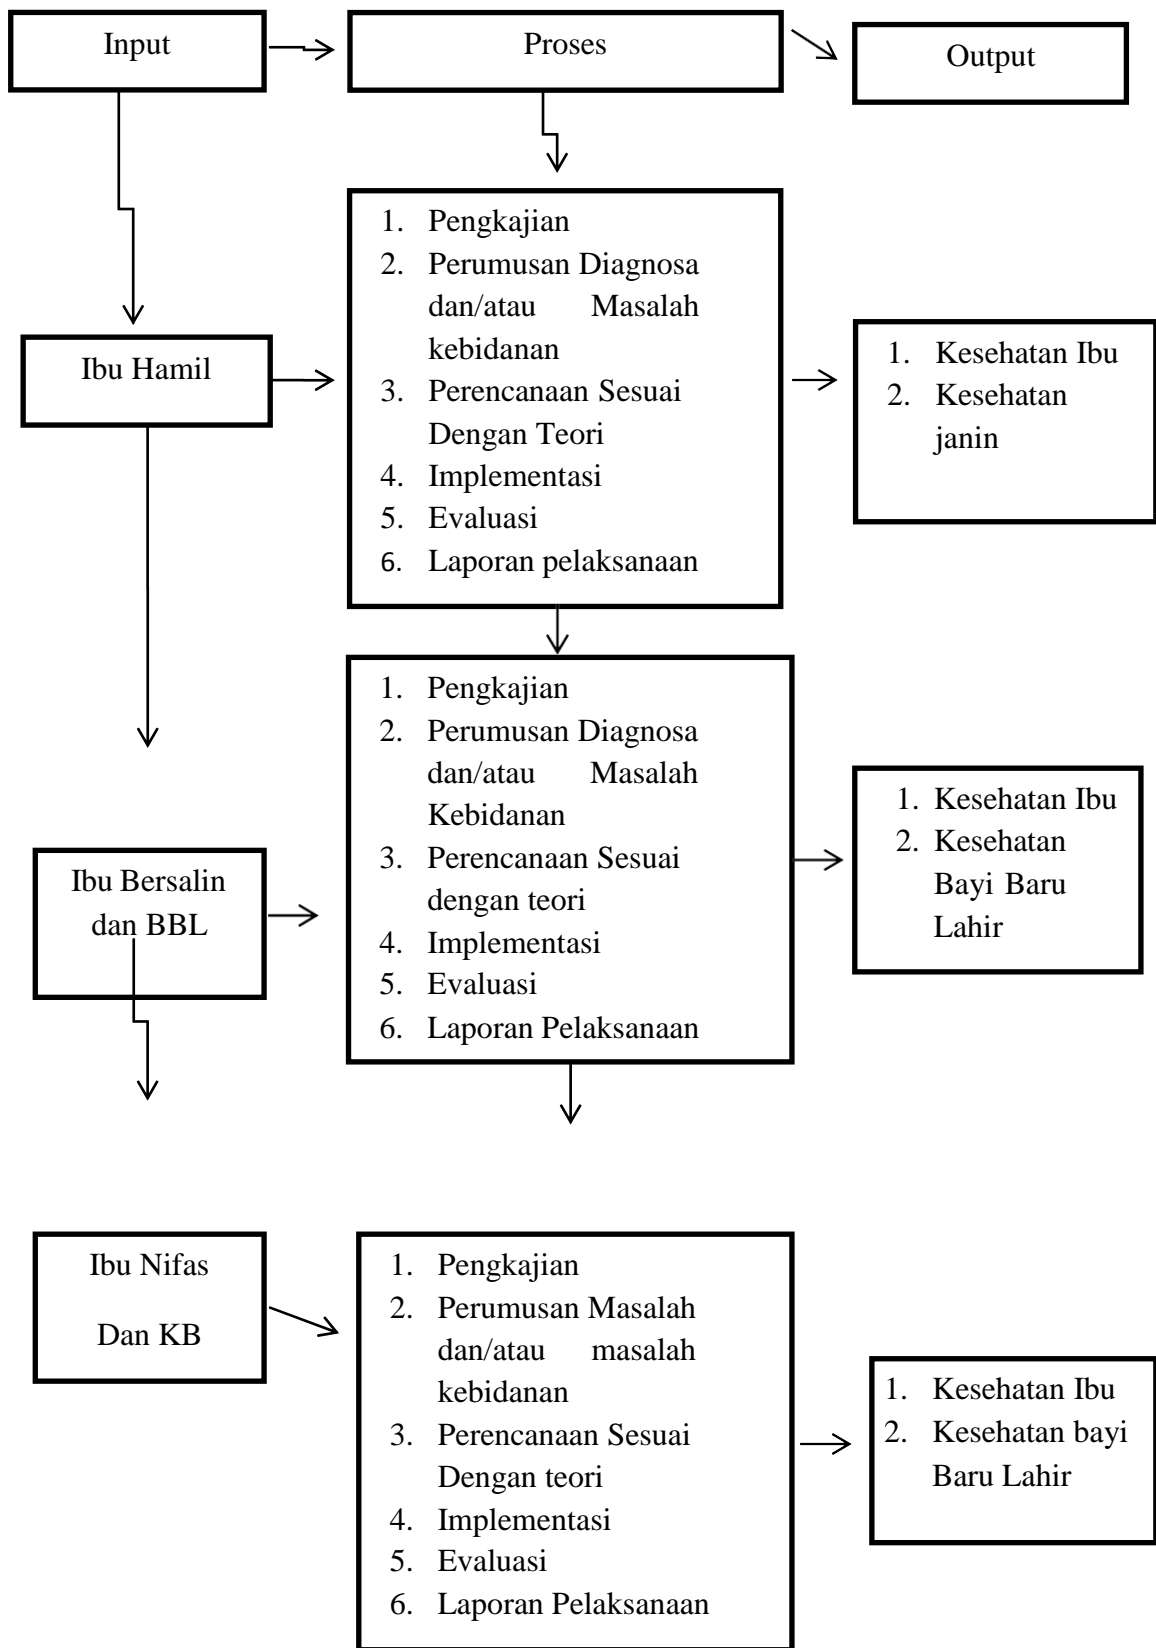 Input
Proses
Output
1. Pengkajian
2. Perumusan Diagnosa
dan/atau Masalah
kebidanan
3. Perencanaan Sesuai
Dengan Teori
4. Implementasi
5. Evaluasi
6. Laporan pelaksanaan
Ibu Hamil
1. Kesehatan Ibu
2. Kesehatan
janin
1. Pengkajian
2. Perumusan Diagnosa
dan/atau Masalah
Kebidanan
3. Perencanaan Sesuai
dengan teori
4. Implementasi
5. Evaluasi
6. Laporan Pelaksanaan
Ibu Bersalin
dan BBL
1. Kesehatan Ibu
2. Kesehatan
Bayi Baru
Lahir
Ibu Nifas
Dan KB
1. Pengkajian
2. Perumusan Masalah
dan/atau masalah
kebidanan
3. Perencanaan Sesuai
Dengan teori
4. Implementasi
5. Evaluasi
6. Laporan Pelaksanaan
1. Kesehatan Ibu
2. Kesehatan bayi
Baru Lahir